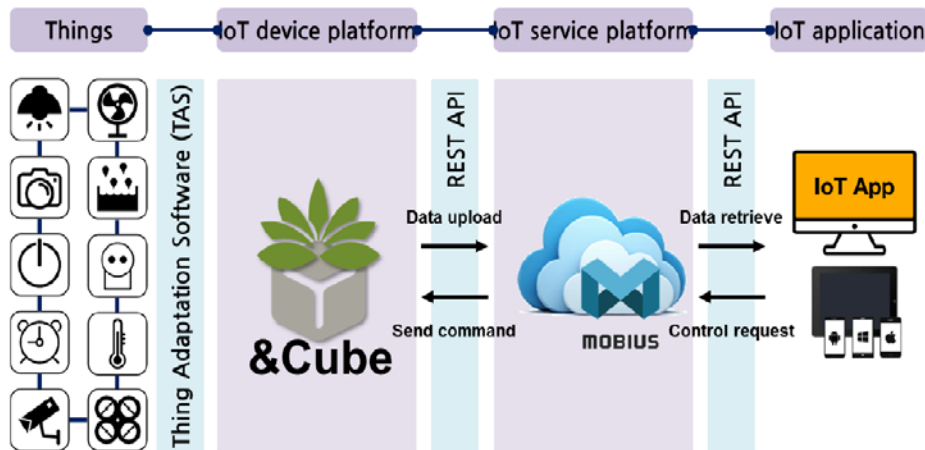 Things
IoT device platform
IoT service platform
IoT application
Thing Adaptation Software (TAS)
&Cube
REST API
Data upload
Send command
MOBIUS
REST API
Data retrieve
Control request
IoT App